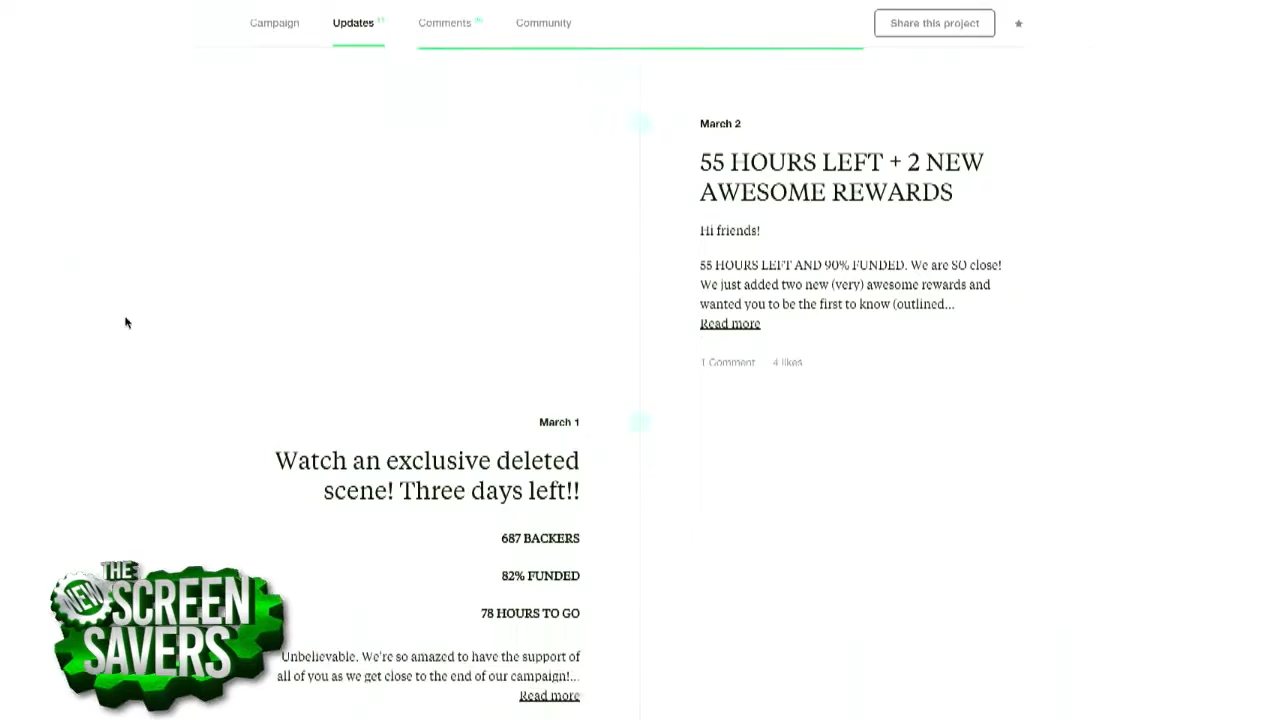 Campaign
Updates
Comments
Community
Share this project
March 2
55 HOURS LEFT + 2 NEW
AWESOME REWARDS
Hi friends!
55 HOURS LEFT AND 90% FUNDED. We are SO close!
We just added two new (very) awesome rewards and
wanted you to be the first to know (outlined...
Read more
1 Comment 4 likes
March 1
Watch an exclusive deleted
scene! Three days left!!
687 BACKERS
82% FUNDED
78 HOURS TO GO
Unbelievable. We're so amazed to have the support of
all of you as we get close to the end of our campaign!...
Read more
THE
NEW
SCREEN
SAVERS